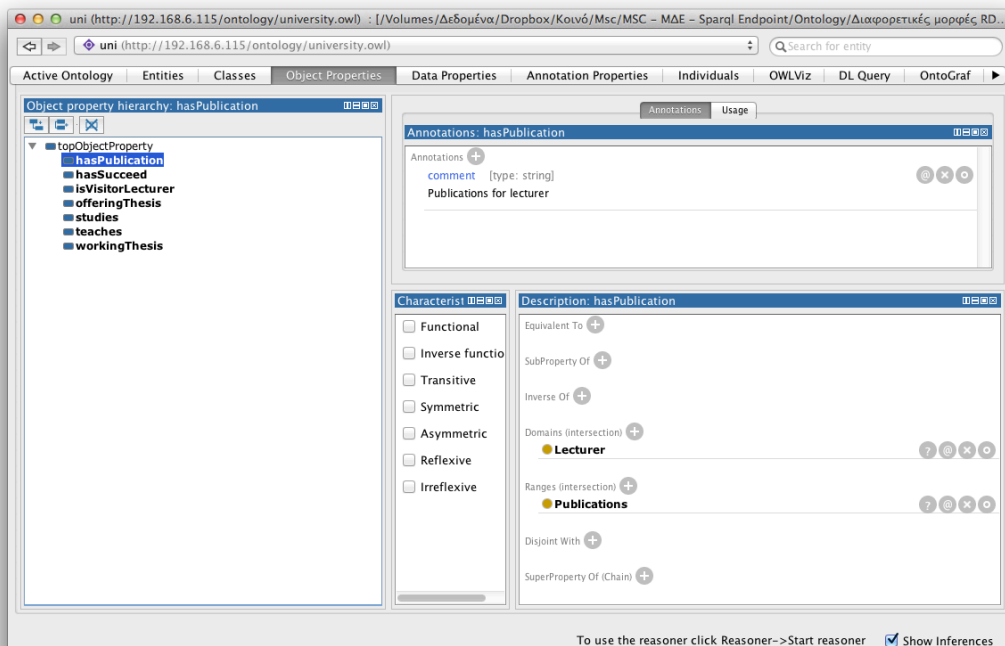 uni (http://192.168.6.115/ontology/university.owl) : [/Volumes/Δεδομένα/Dropbox/Κοινό/Msc/MSC – ΜΔΕ – Sparql Endpoint/Ontology/Διαφορετικές μορφές RD...
uni (http://192.168.6.115/ontology/university.owl)
Search for entity
Active Ontology Entities Classes Object Properties Data Properties Annotation Properties Individuals OWLViz DL Query OntoGraf
Object property hierarchy: hasPublication
topObjectProperty
hasPublication
hasSucceed
isVisitorLecturer
offeringThesis
studies
teaches
workingThesis
Annotations Usage
Annotations: hasPublication
Annotations
comment [type: string]
Publications for lecturer
Characterist
Functional
Inverse functio
Transitive
Symmetric
Asymmetric
Reflexive
Irreflexive
Description: hasPublication
Equivalent To
SubProperty Of
Inverse Of
Domains (intersection)
Lecturer
Ranges (intersection)
Publications
Disjoint With
SuperProperty Of (Chain)
To use the reasoner click Reasoner->Start reasoner Show Inferences